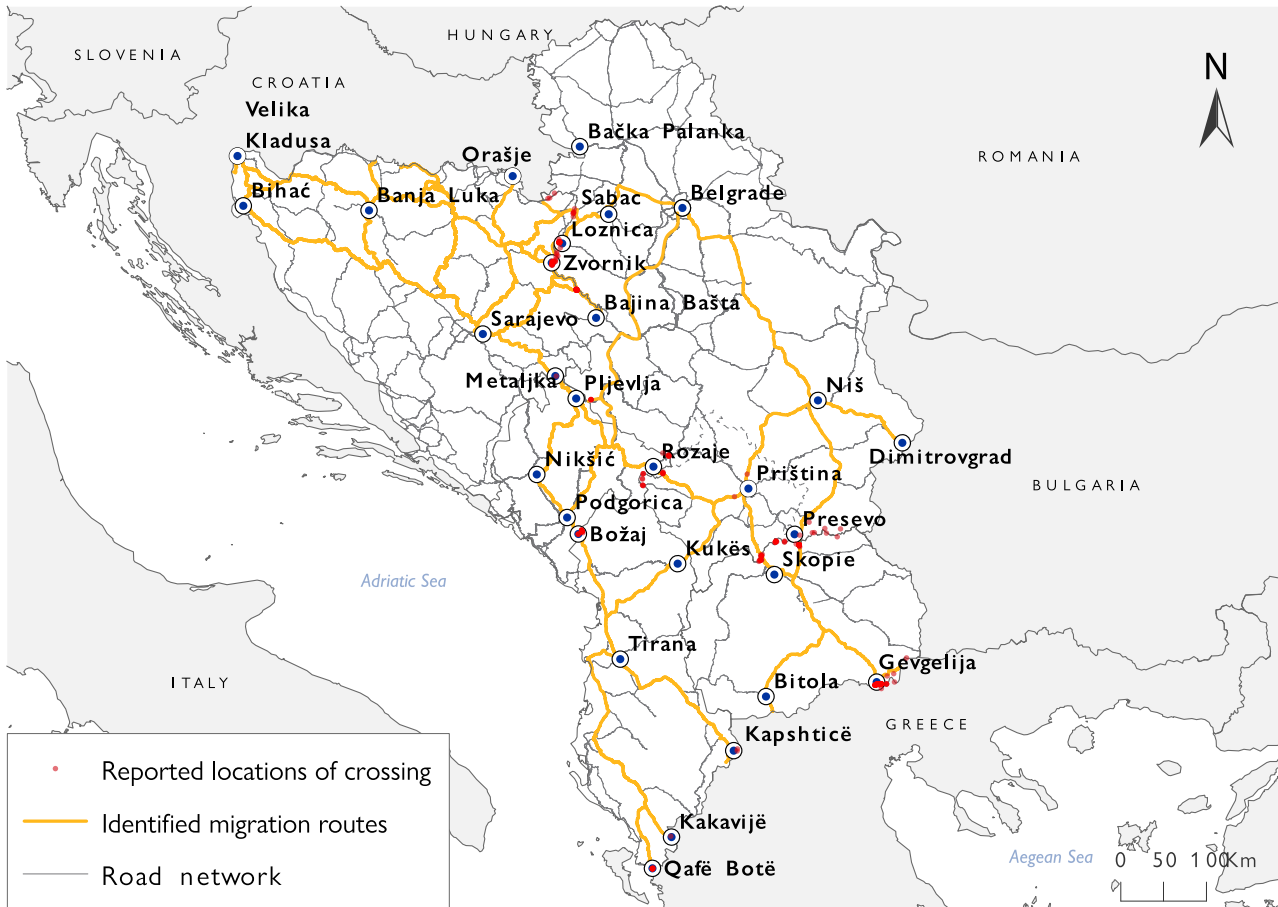 HUNGARY
SLOVENIA
CROATIA
N
Velika
Kladusa
Bačka Palanka
Orašje
ROMANIA
Bihać
Banja Luka
Sabac
Belgrade
Loznica
Zvornik
Bajina Bašta
Sarajevo
Metaljka
Pljevlja
Niš
Rozaje
Dimitrovgrad
Nikšić
Priština
BULGARIA
Podgorica
Presevo
Božaj
Kukës
Skopie
Adriatic Sea
Tirana
Gevgelija
ITALY
Bitola
GREECE
Kapshticë
Reported locations of crossing
Identified migration routes
Kakavijë
Aegean Sea
0 50 100Km
Qafë Botë
Road network